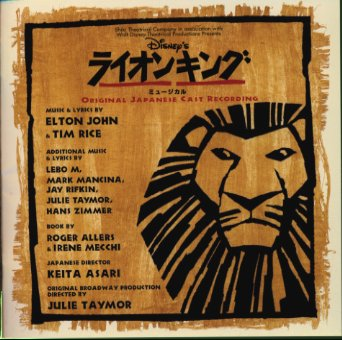 Shiki Theatrical Company in association with
Walt Disney Theatrical Productions Presents
DISNEY'S
ライオンキング
ミュージカル
ORIGINAL JAPANESE CAST RECORDING
MUSIC & LYRICS BY
ELTON JOHN
& TIM RICE
ADDITIONAL MUSIC
& LYRICS BY
LEBO M,
MARK MANCINA,
JAY RIFKIN,
JULIE TAYMOR,
HANS ZIMMER
BOOK BY
ROGER ALLERS
& IRENE MECCHI
JAPANESE DIRECTOR
KEITA ASARI
ORIGINAL BROADWAY PRODUCTION
DIRECTED BY
JULIE TAYMOR